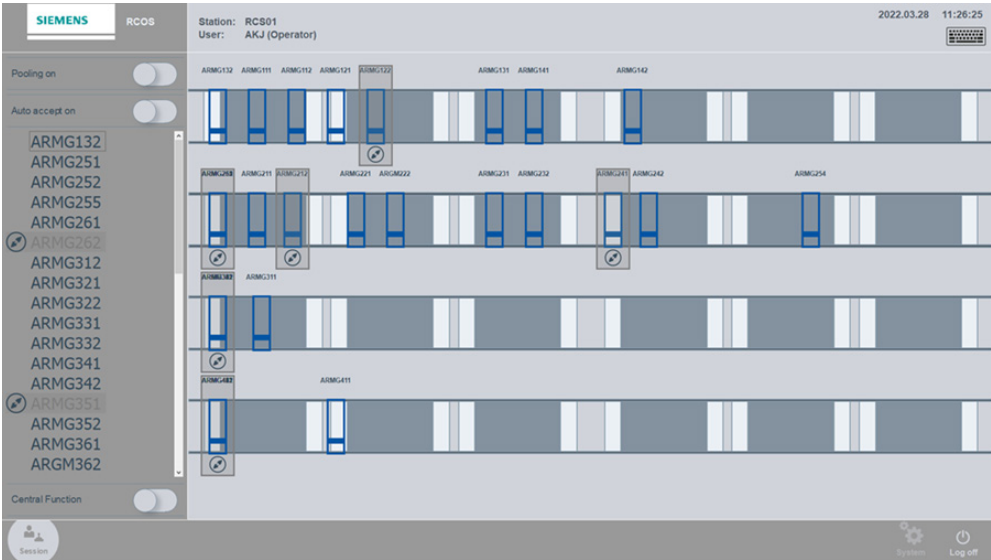 SIEMENS
RCOS
Station: RCS01
User: AKJ (Operator)
2022.03.28 11:26:25
Pooling on
Auto accept on
ARMG132
ARMG251
ARMG252
ARMG255
ARMG261
ARMG262
ARMG312
ARMG321
ARMG322
ARMG331
ARMG332
ARMG341
ARMG342
ARMG351
ARMG352
ARMG361
ARGM362
Central Function
ARMG132 ARMG111 ARMG112 ARMG121 ARMG122 ARMG131 ARMG141 ARMG142
ARMG211 ARMG212 ARMG221 ARGM222 ARMG231 ARMG232 ARMG241 ARMG242 ARMG254
ARMG311
ARMG411
Session
System
Log off